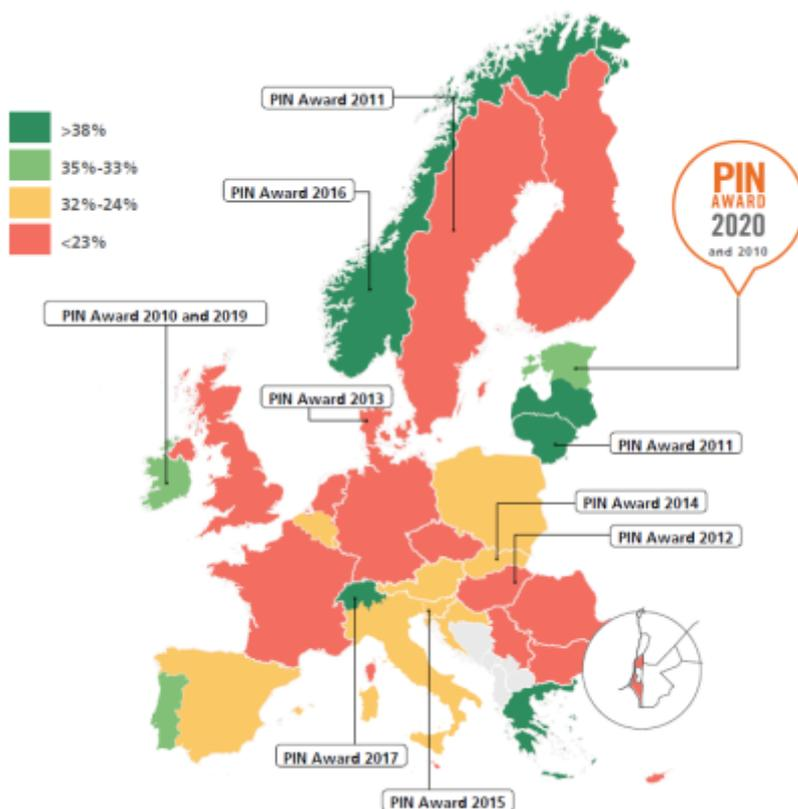 PIN Award 2011
>38%
35%-33%
32%-24%
<23%
PIN
AWARD
2020
and 2010
PIN Award 2016
PIN Award 2010 and 2019
PIN Award 2013
PIN Award 2011
PIN Award 2014
PIN Award 2012
PIN Award 2017
PIN Award 2015